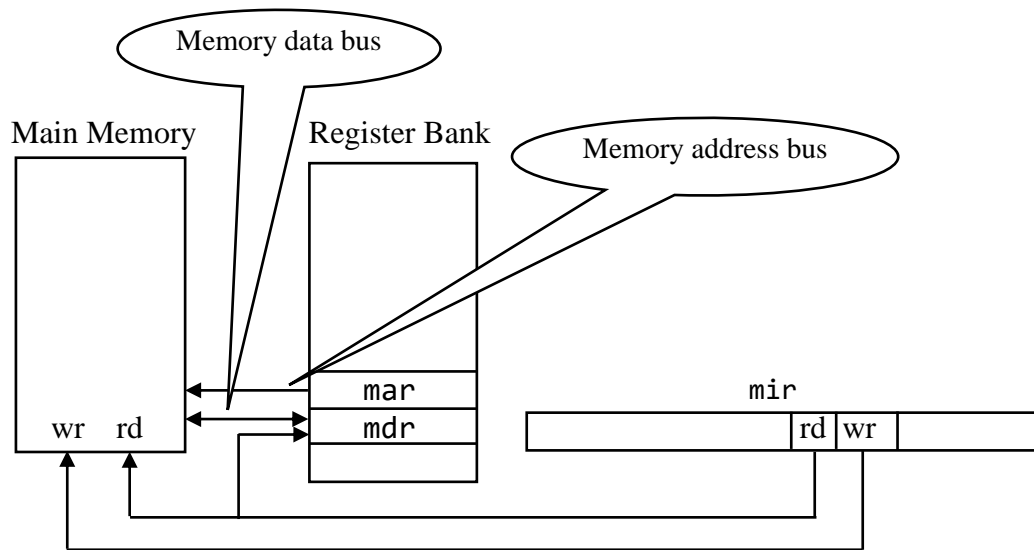 Memory data bus
Main Memory
Register Bank
Memory address bus
mar
mir
mdr
wr rd
rd wr